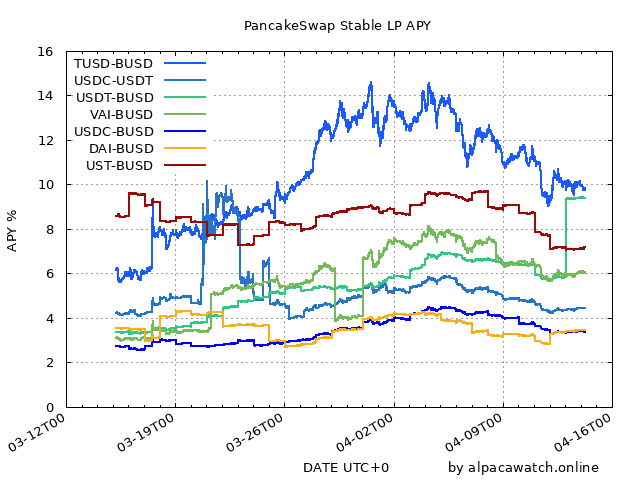 PancakeSwap Stable LP APY
16
14
12
10
8
6
4
2
0
APY %
TUSD-BUSD
USDC-USDT
USDT-BUSD
VAI-BUSD
USDC-BUSD
DAI-BUSD
UST-BUSD
03-12T00
03-19T00
03-26T00
04-02T00
04-09T00
04-16T00
DATE UTC+0
by alpacawatch.online